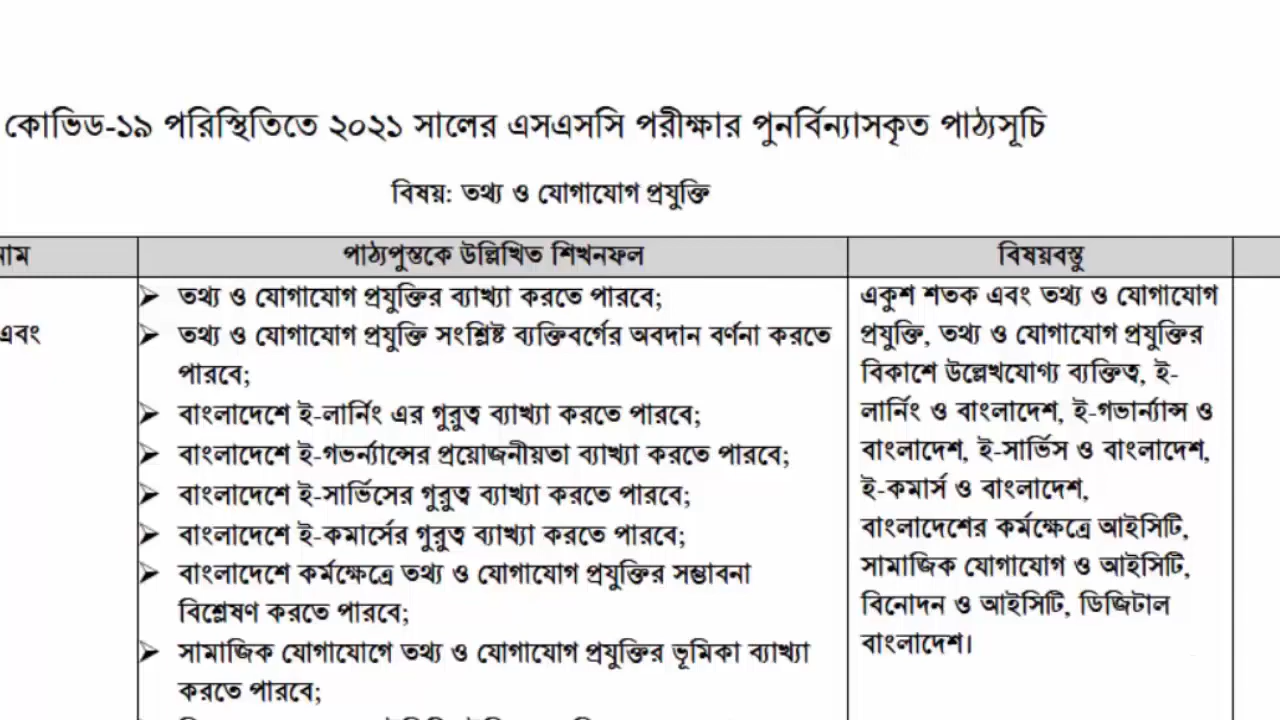 কোভিড-১৯ পরিস্থিতিতে ২০২১ সালের এসএসসি পরীক্ষার পুনর্বিন্যাসকৃত পাঠ্যসূচি
বিষয়: তথ্য ও যোগাযোগ প্রযুক্তি
পাঠ্যপুস্তকে উল্লিখিত শিখনফল
বিষয়বস্তু
এবং
➢ তথ্য ও যোগাযোগ প্রযুক্তির ব্যাখ্যা করতে পারবে;
➢ তথ্য ও যোগাযোগ প্রযুক্তি সংশ্লিষ্ট ব্যক্তিবর্গের অবদান বর্ণনা করতে
পারবে;
➢ বাংলাদেশে ই-লার্নিং এর গুরুত্ব ব্যাখ্যা করতে পারবে;
➢ বাংলাদেশে ই-গভর্ন্যান্সের প্রয়োজনীয়তা ব্যাখ্যা করতে পারবে;
➢ বাংলাদেশে ই-সার্ভিসের গুরুত্ব ব্যাখ্যা করতে পারবে;
➢ বাংলাদেশে ই-কমার্সের গুরুত্ব ব্যাখ্যা করতে পারবে;
➢ বাংলাদেশে কর্মক্ষেত্রে তথ্য ও যোগাযোগ প্রযুক্তির সম্ভাবনা
বিশ্লেষণ করতে পারবে;
➢ সামাজিক যোগাযোগে তথ্য ও যোগাযোগ প্রযুক্তির ভূমিকা ব্যাখ্যা
করতে পারবে;
একুশ শতক এবং তথ্য ও যোগাযোগ
প্রযুক্তি, তথ্য ও যোগাযোগ প্রযুক্তির
বিকাশে উল্লেখযোগ্য ব্যক্তিত্ব, ই-
লার্নিং ও বাংলাদেশ, ই-গভার্ন্যান্স ও
বাংলাদেশ, ই-সার্ভিস ও বাংলাদেশ,
ই-কমার্স ও বাংলাদেশ,
বাংলাদেশের কর্মক্ষেত্রে আইসিটি,
সামাজিক যোগাযোগ ও আইসিটি,
বিনোদন ও আইসিটি, ডিজিটাল
বাংলাদেশ।